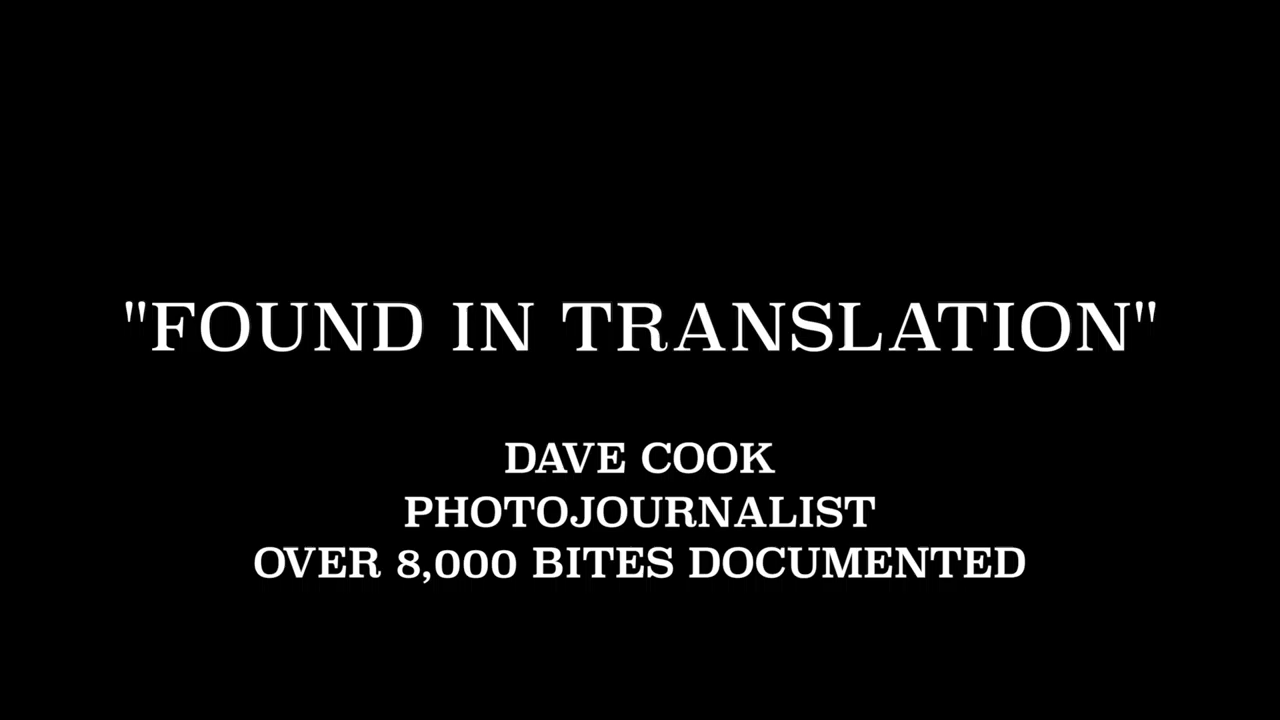 "FOUND IN TRANSLATION"
DAVE COOK
PHOTOJOURNALIST
OVER 8,000 BITES DOCUMENTED